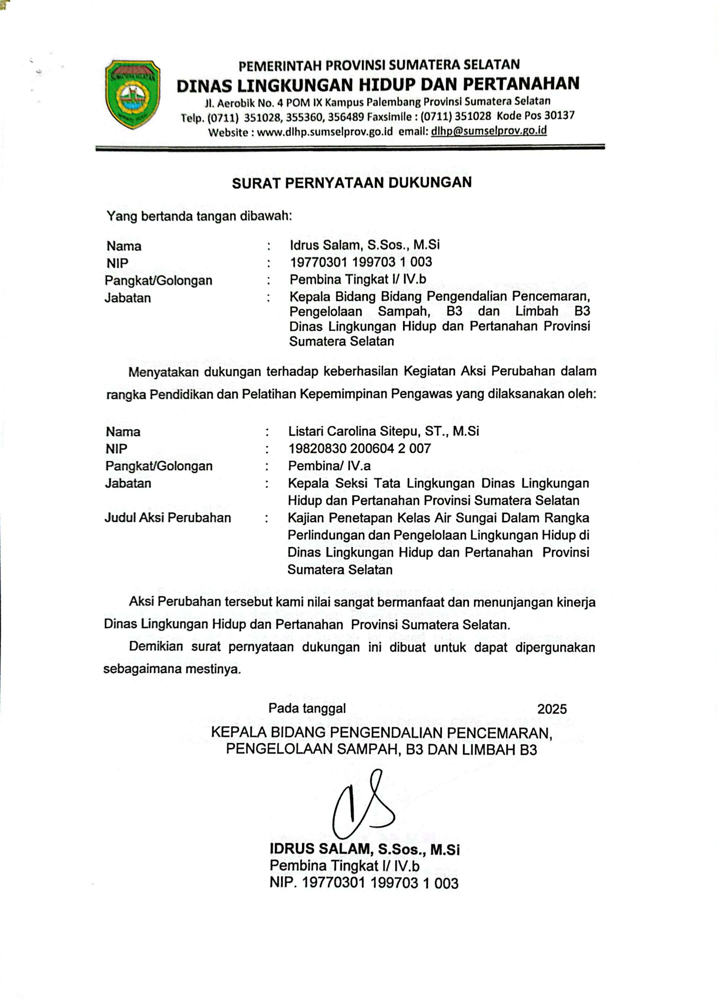 PEMERINTAH PROVINSI SUMATERA SELATAN
DINAS LINGKUNGAN HIDUP DAN PERTANAHAN
Jl. Aerobik No. 4 POM IX Kampus Palembang Provinsi Sumatera Selatan
Telp. (0711) 351028, 355360, 356489 Faxsimile : (0711) 351028 Kode Pos 30137
Website : www.dlhp.sumselprov.go.id email: dlhp@sumselprov.go.id
SUMATERA SELATAN
SURAT PERNYATAAN DUKUNGAN
Yang bertanda tangan dibawah:
Nama : Idrus Salam, S.Sos., M.Si
NIP : 19770301 199703 1 003
Pangkat/Golongan : Pembina Tingkat I/ IV.b
Jabatan : Kepala Bidang Bidang Pengendalian Pencemaran,
Pengelolaan Sampah, B3 dan Limbah B3
Dinas Lingkungan Hidup dan Pertanahan Provinsi
Sumatera Selatan
Menyatakan dukungan terhadap keberhasilan Kegiatan Aksi Perubahan dalam
rangka Pendidikan dan Pelatihan Kepemimpinan Pengawas yang dilaksanakan oleh:
Nama : Listari Carolina Sitepu, ST., M.Si
NIP : 19820830 200604 2 007
Pangkat/Golongan : Pembina/ IV.a
Jabatan : Kepala Seksi Tata Lingkungan Dinas Lingkungan
Hidup dan Pertanahan Provinsi Sumatera Selatan
Judul Aksi Perubahan : Kajian Penetapan Kelas Air Sungai Dalam Rangka
Perlindungan dan Pengelolaan Lingkungan Hidup di
Dinas Lingkungan Hidup dan Pertanahan Provinsi
Sumatera Selatan
Aksi Perubahan tersebut kami nilai sangat bermanfaat dan menunjangan kinerja
Dinas Lingkungan Hidup dan Pertanahan Provinsi Sumatera Selatan.
Demikian surat pernyataan dukungan ini dibuat untuk dapat dipergunakan
sebagaimana mestinya.
Pada tanggal 2025
KEPALA BIDANG PENGENDALIAN PENCEMARAN,
PENGELOLAAN SAMPAH, B3 DAN LIMBAH B3
IDRUS SALAM, S.Sos., M.Si
Pembina Tingkat I/ IV.b
NIP. 19770301 199703 1 003